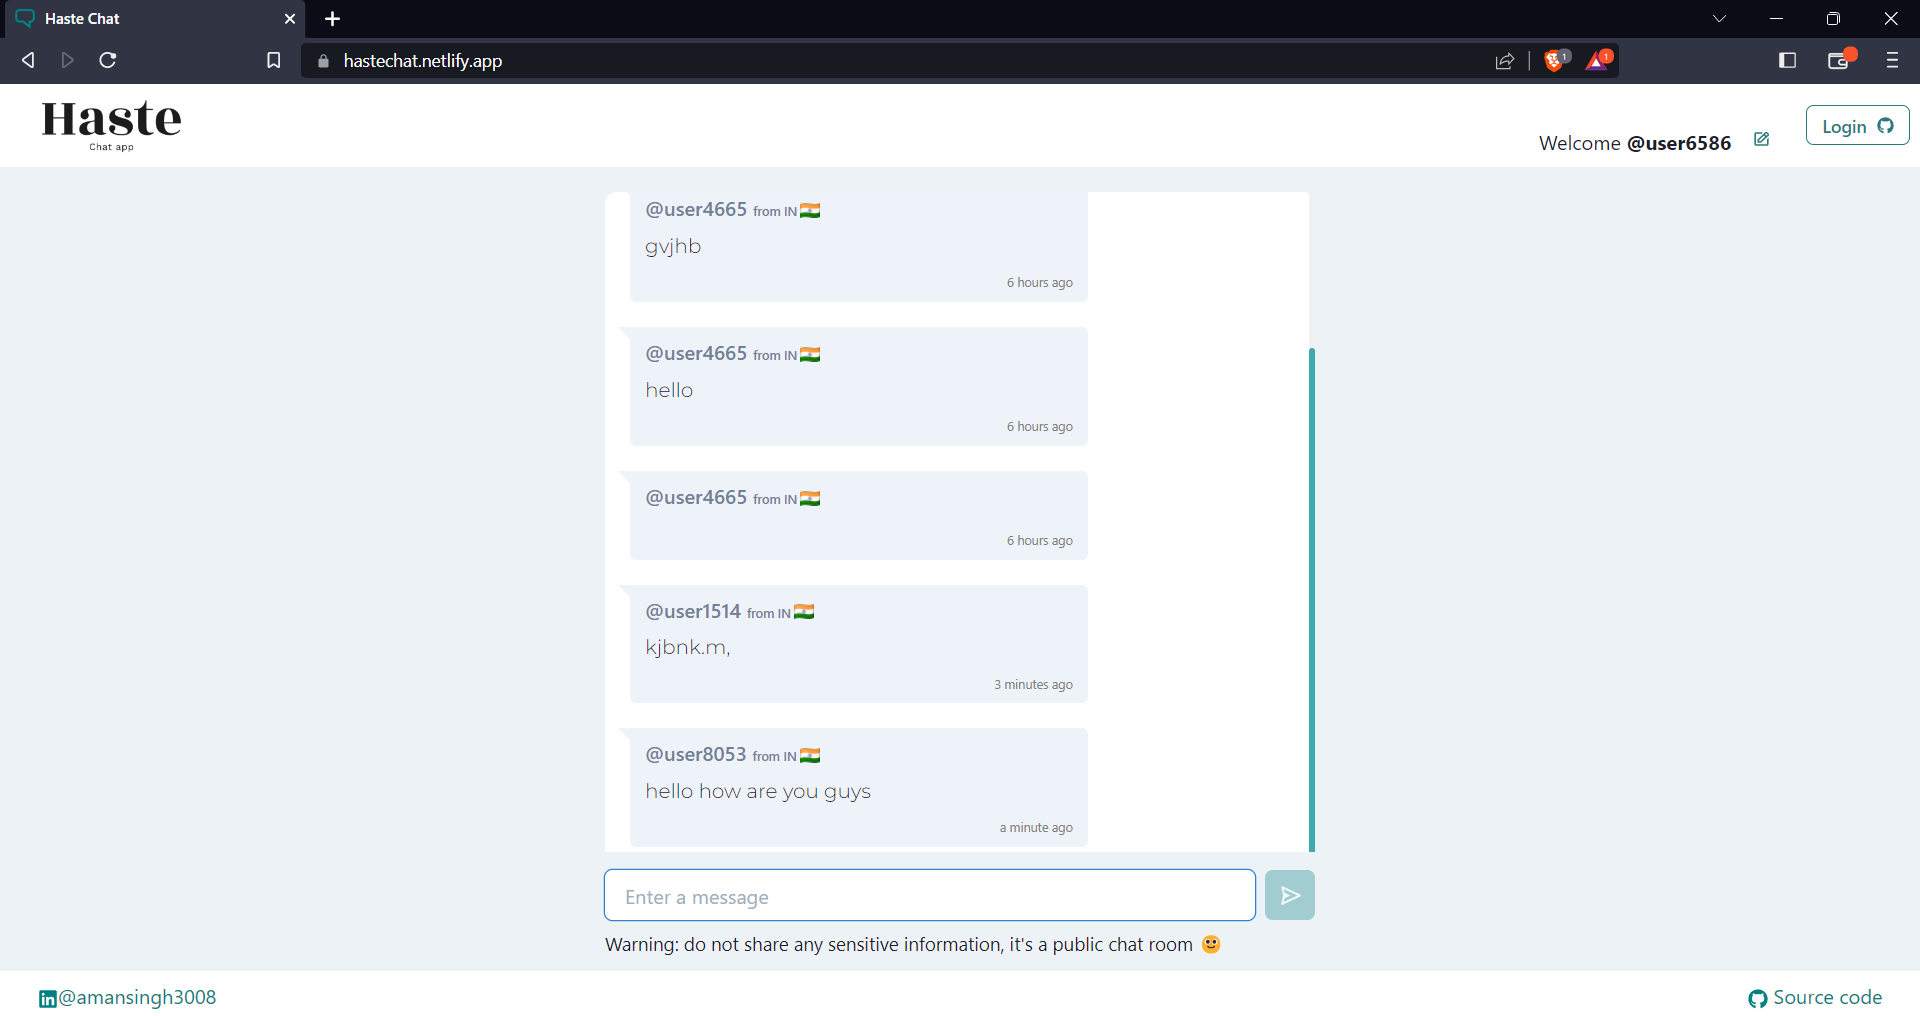 Haste Chat
hastechat.netlify.app
1
1
Haste
Chat app
Welcome @user6586
Login
@user4665 from IN🇮🇳
gvjhb
6 hours ago
@user4665 from IN🇮🇳
hello
6 hours ago
@user4665 from IN🇮🇳
6 hours ago
@user1514 from IN🇮🇳
kjbnk.m,
3 minutes ago
@user8053 from IN🇮🇳
hello how are you guys
a minute ago
Enter a message
Warning: do not share any sensitive information, it's a public chat room 🙂
in @amansingh3008
Source code